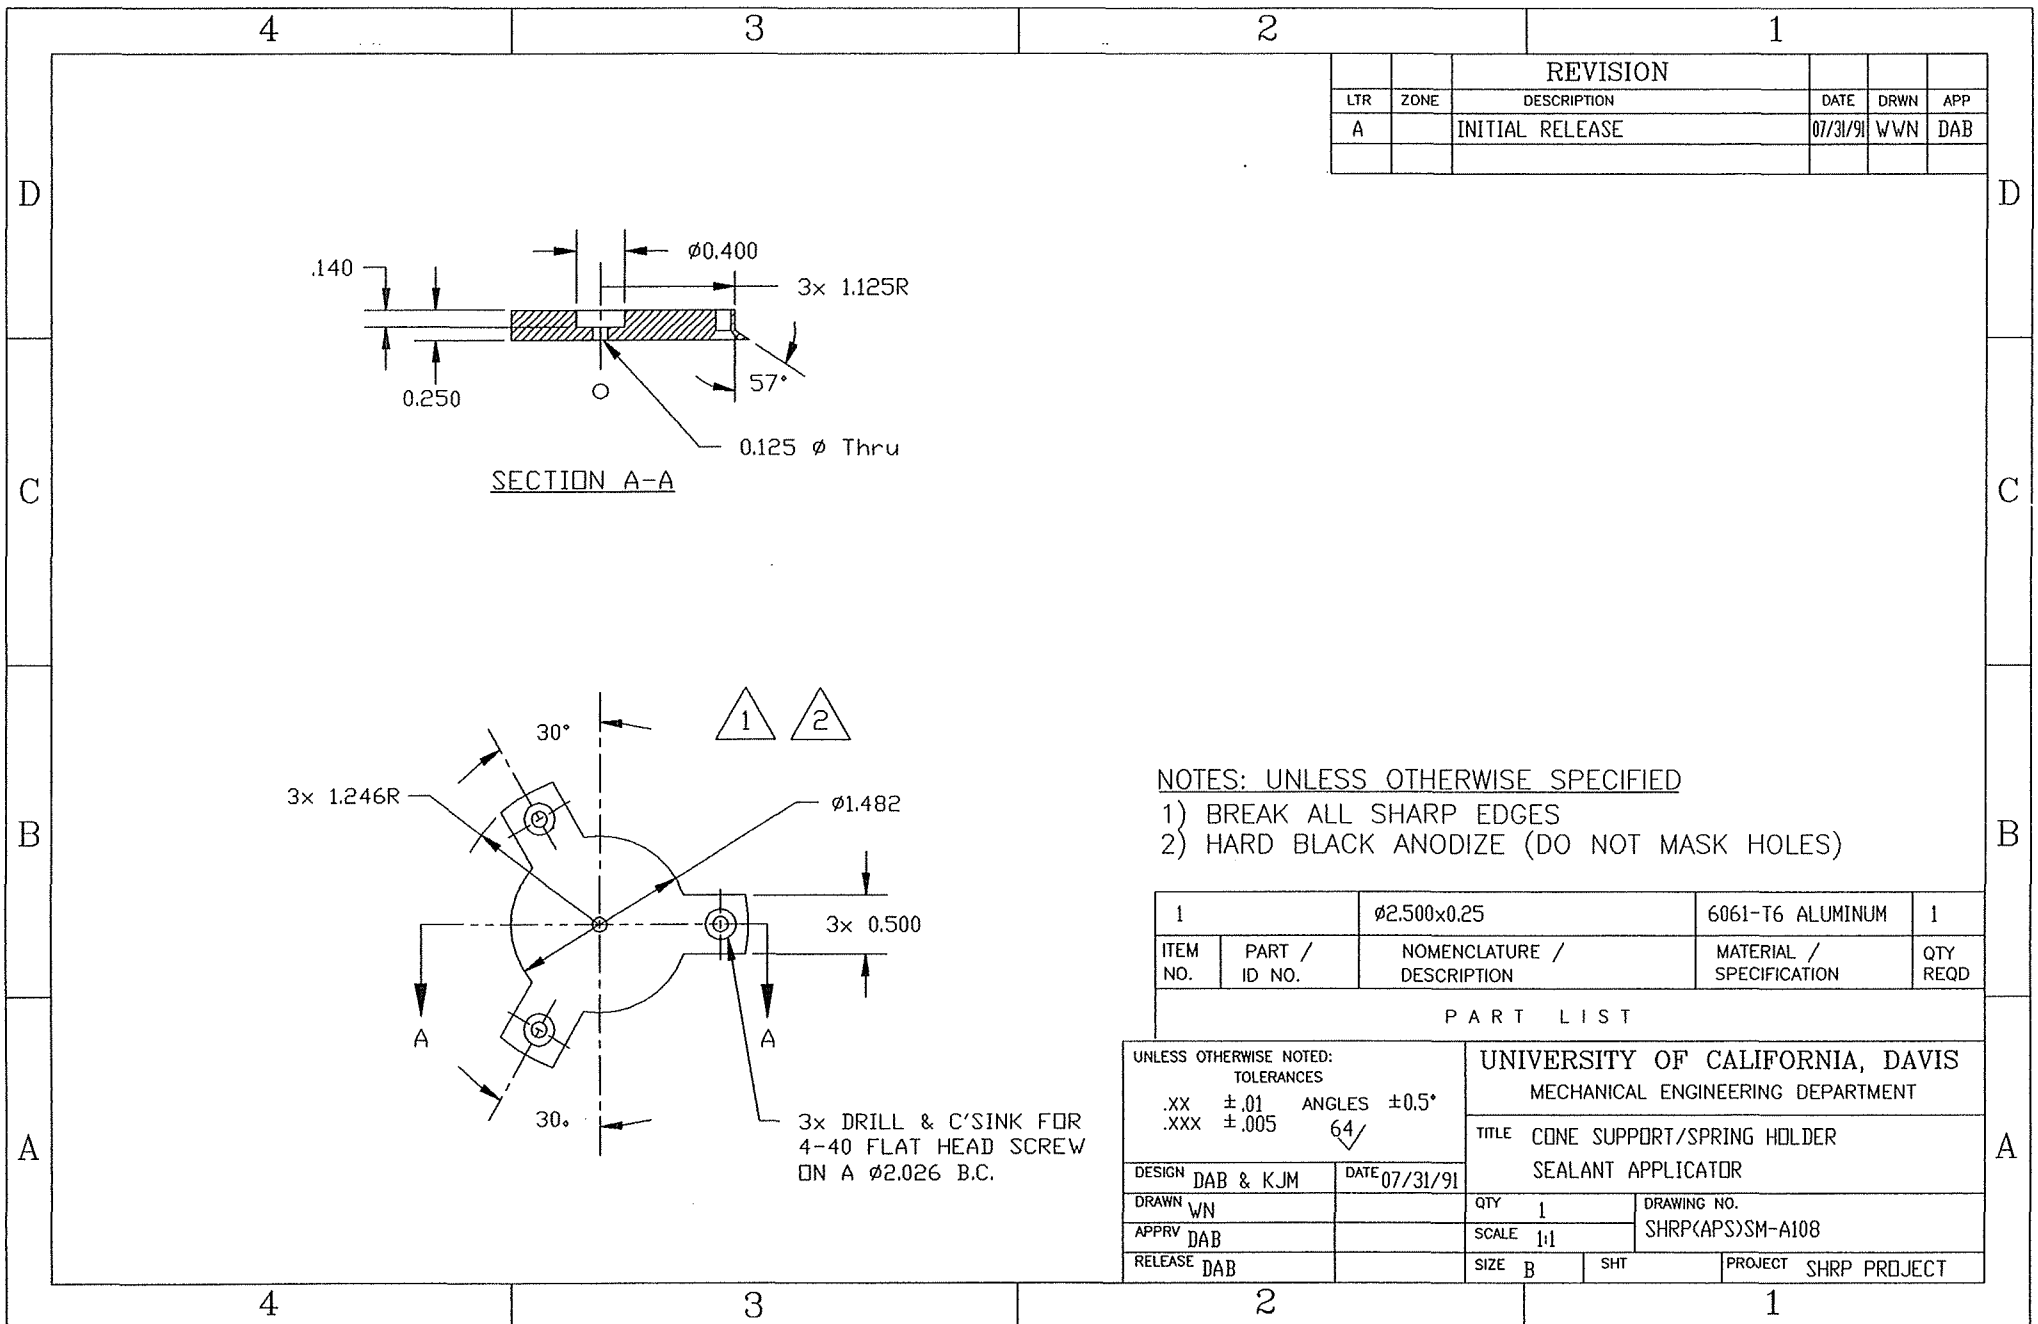 4 3 2 1
REVISION
LTR ZONE DESCRIPTION DATE DRWN APP
A INITIAL RELEASE 07/31/91 WWN DAB
D D
.140
ø0.400
3x 1.125R
0.250
57°
0.125 ø Thru
SECTION A-A
C C
30°
1 2
3x 1.246R
ø1.482
3x 0.500
A A
30°
3x DRILL & C'SINK FOR
4-40 FLAT HEAD SCREW
ON A ø2.026 B.C.
B B
NOTES: UNLESS OTHERWISE SPECIFIED
1) BREAK ALL SHARP EDGES
2) HARD BLACK ANODIZE (DO NOT MASK HOLES)
1 ø2.500x0.25 6061-T6 ALUMINUM 1
ITEM NO. PART / ID NO. NOMENCLATURE / DESCRIPTION MATERIAL / SPECIFICATION QTY REQD
PART LIST
UNLESS OTHERWISE NOTED:
TOLERANCES
.XX ±.01 ANGLES ±0.5°
.XXX ±.005 64
UNIVERSITY OF CALIFORNIA, DAVIS
MECHANICAL ENGINEERING DEPARTMENT
TITLE CONE SUPPORT/SPRING HOLDER
SEALANT APPLICATOR
DESIGN DAB & KJM DATE 07/31/91
DRAWN WN
APPRV DAB
RELEASE DAB
QTY 1
SCALE 1:1
DRAWING NO.
SHRP(APS)SM-A108
SIZE B SHT PROJECT SHRP PROJECT
A A
4 3 2 1